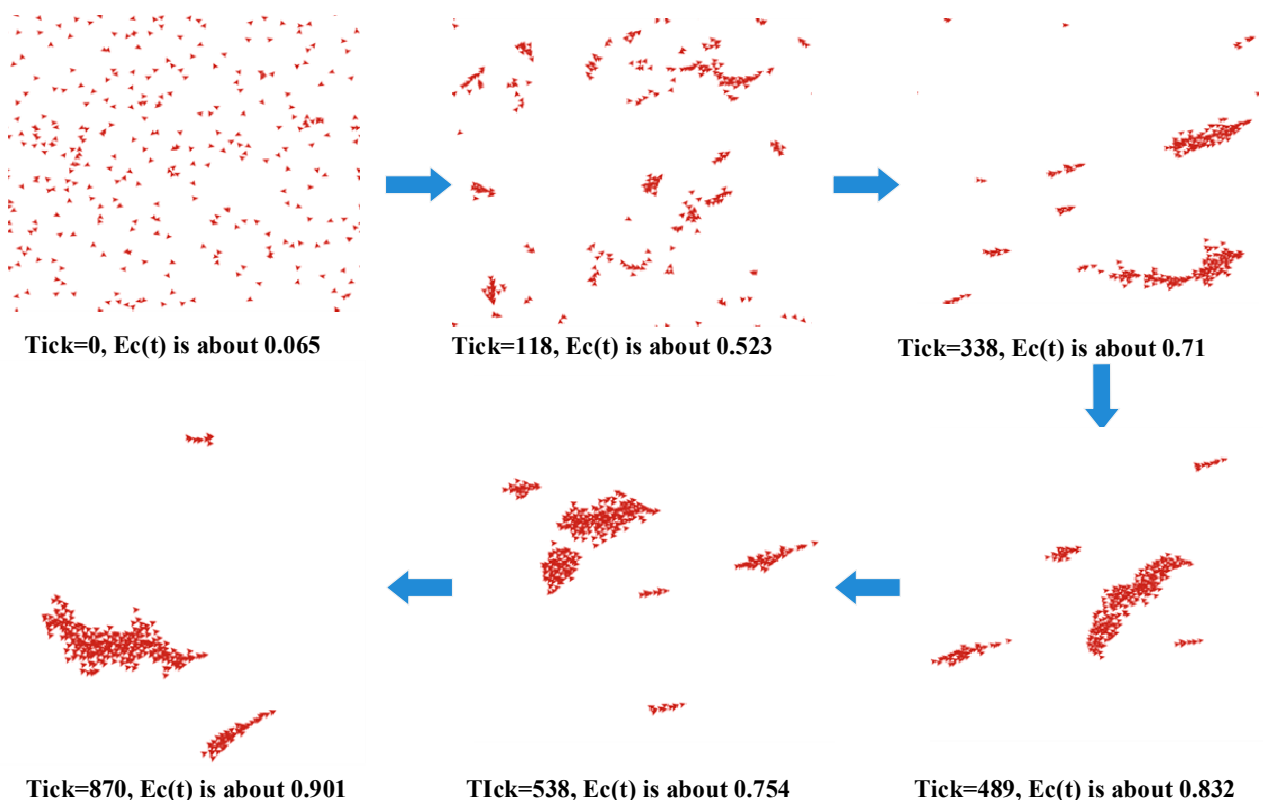 Tick=0, Ec(t) is about 0.065
Tick=118, Ec(t) is about 0.523
Tick=338, Ec(t) is about 0.71
Tick=870, Ec(t) is about 0.901
TIck=538, Ec(t) is about 0.754
Tick=489, Ec(t) is about 0.832